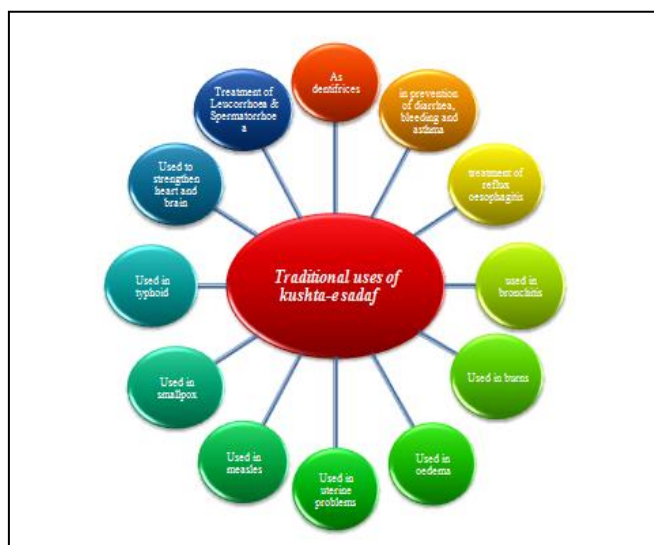 Traditional uses of
kushta-e sadaf
As
dentifrices
in prevention
of diarrhea,
bleeding and
asthma
treatment of
reflux
oesophagitis
used in
bronchitis
Used in burns
Used in
oedema
Used in
uterine
problems
Used in
measles
Used in
smallpox
Used in
typhoid
Used to
strengthen
heart and
brain
Treatment of
Leucorrhoea &
Spermatorrhoe
a